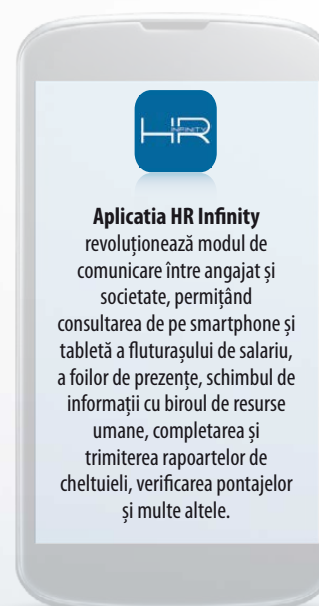 HR
INFINITY
Aplicatia HR Infinity
revoluționează modul de
comunicare între angajat și
societate, permițând
consultarea de pe smartphone și
tabletă a fluturașului de salariu,
a foilor de prezențe, schimbul de
informații cu biroul de resurse
umane, completarea și
trimiterea rapoartelor de
cheltuieli, verificarea pontajelor
și multe altele.